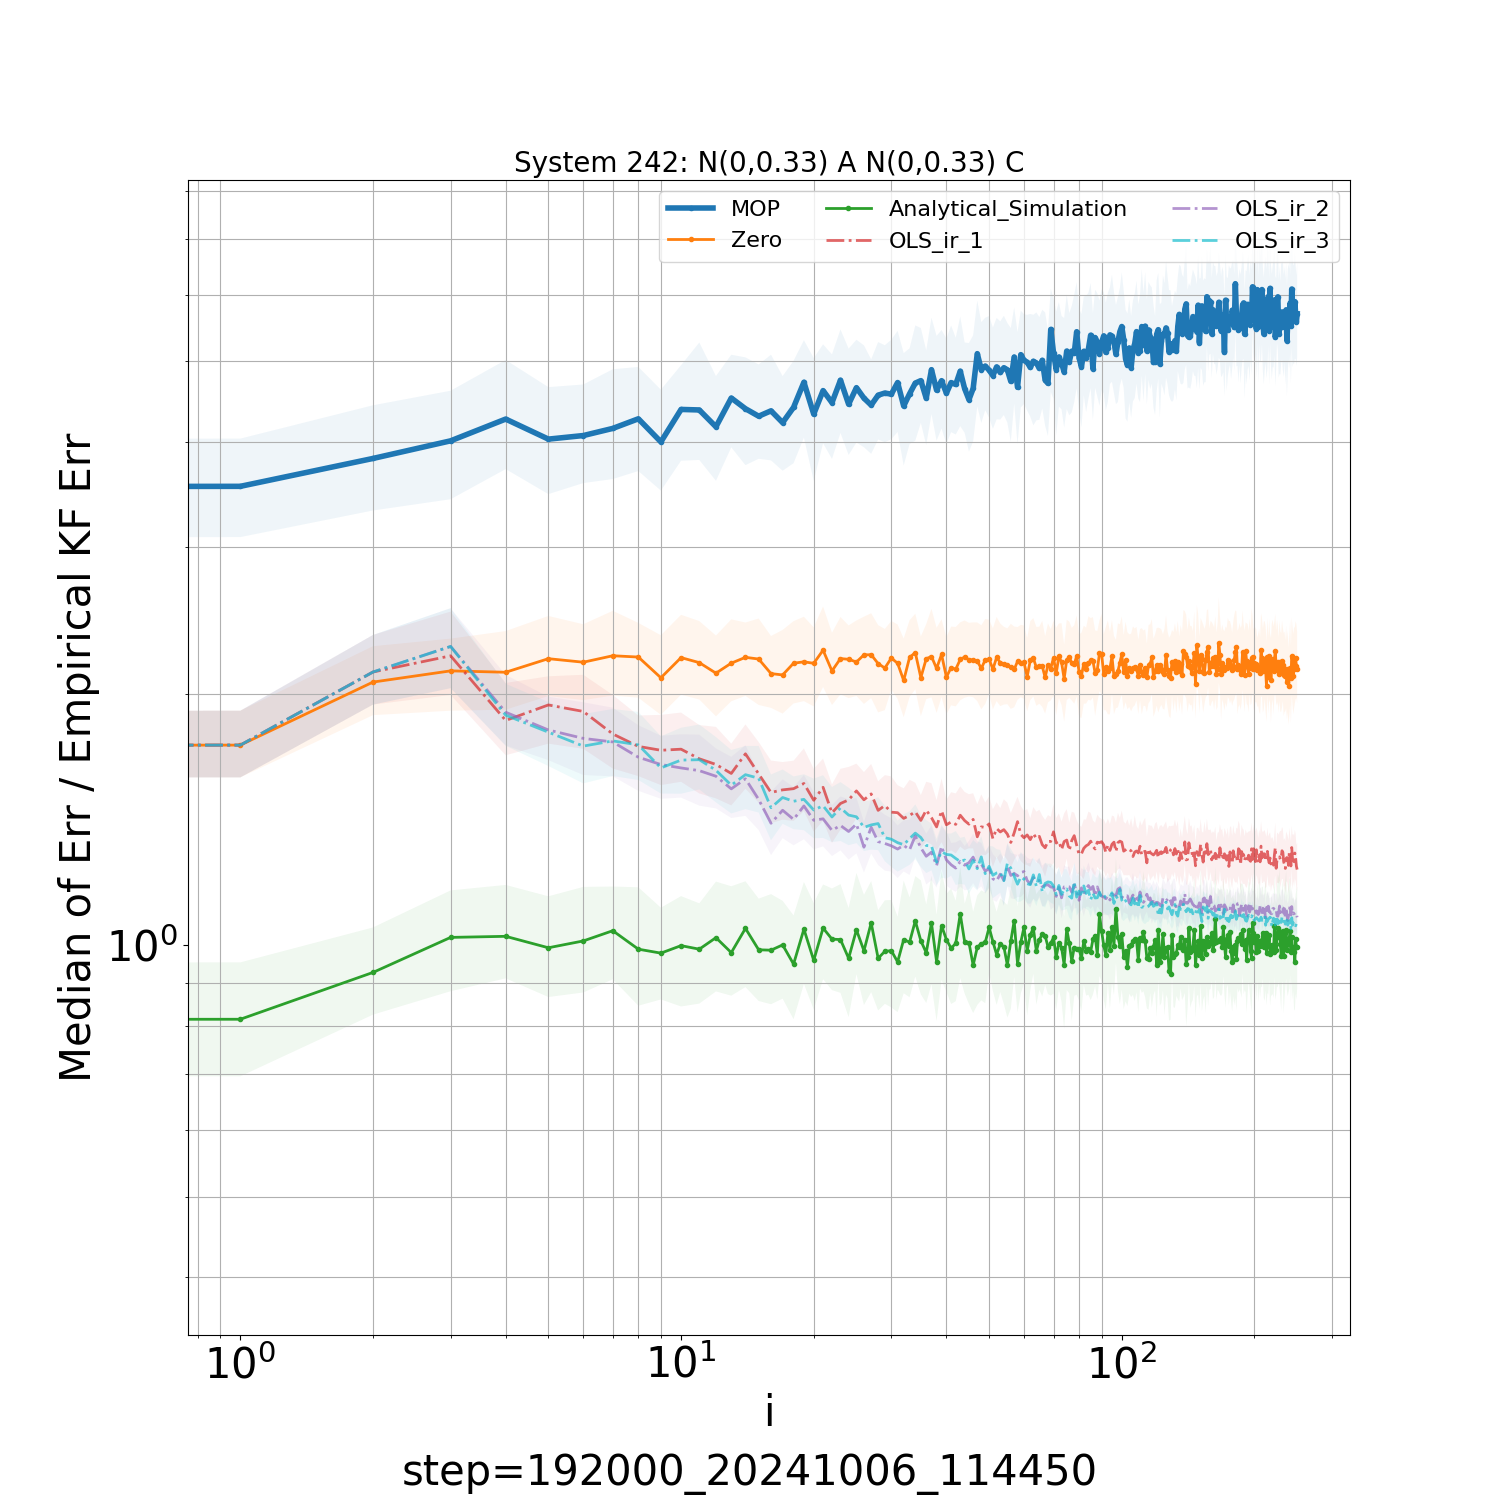 System 242: N(0,0.33) A N(0,0.33) C
MOP
Zero
Analytical_Simulation
OLS_ir_1
OLS_ir_2
OLS_ir_3
Median of Err / Empirical KF Err
10⁰
10⁰ 10¹ 10²
i
step=192000_20241006_114450